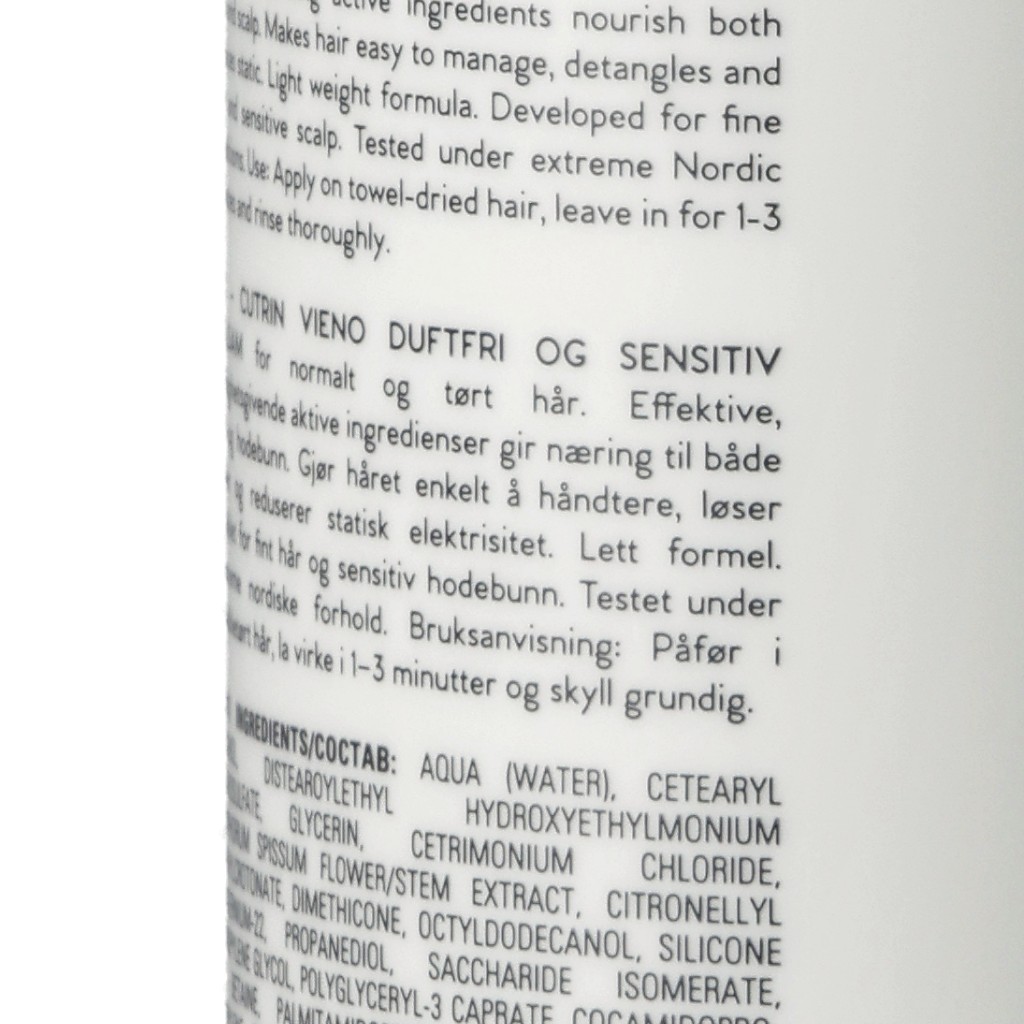 active ingredients nourish both
scalp. Makes hair easy to manage, detangles and
static. Light weight formula. Developed for fine
sensitive scalp. Tested under extreme Nordic
Use: Apply on towel-dried hair, leave in for 1–3
and rinse thoroughly.
- CUTRIN VIENO DUFTFRI OG SENSITIV
for normalt og tørt hår. Effektive,
aktive ingredienser gir næring til både
hodebunn. Gjør håret enkelt å håndtere, løser
og reduserer statisk elektrisitet. Lett formel.
for fint hår og sensitiv hodebunn. Testet under
nordiske forhold. Bruksanvisning: Påfør i
hår, la virke i 1–3 minutter og skyll grundig.
INGREDIENTS/COCTAB: AQUA (WATER), CETEARYL
DISTEAROYLETHYL HYDROXYETHYLMONIUM
GLYCERIN, CETRIMONIUM CHLORIDE,
SPISSUM FLOWER/STEM EXTRACT, CITRONELLYL
DIMETHICONE, OCTYLDODECANOL, SILICONE
PROPANEDIOL, SACCHARIDE ISOMERATE,
GLYCOL, POLYGLYCERYL-3 CAPRATE,